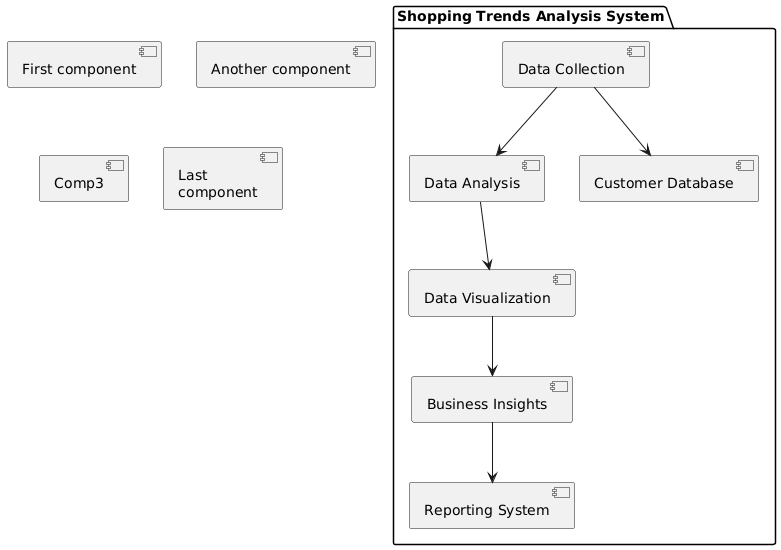 Shopping Trends Analysis System
First component
Another component
Data Collection
Comp3
Last
component
Data Analysis
Customer Database
Data Visualization
Business Insights
Reporting System